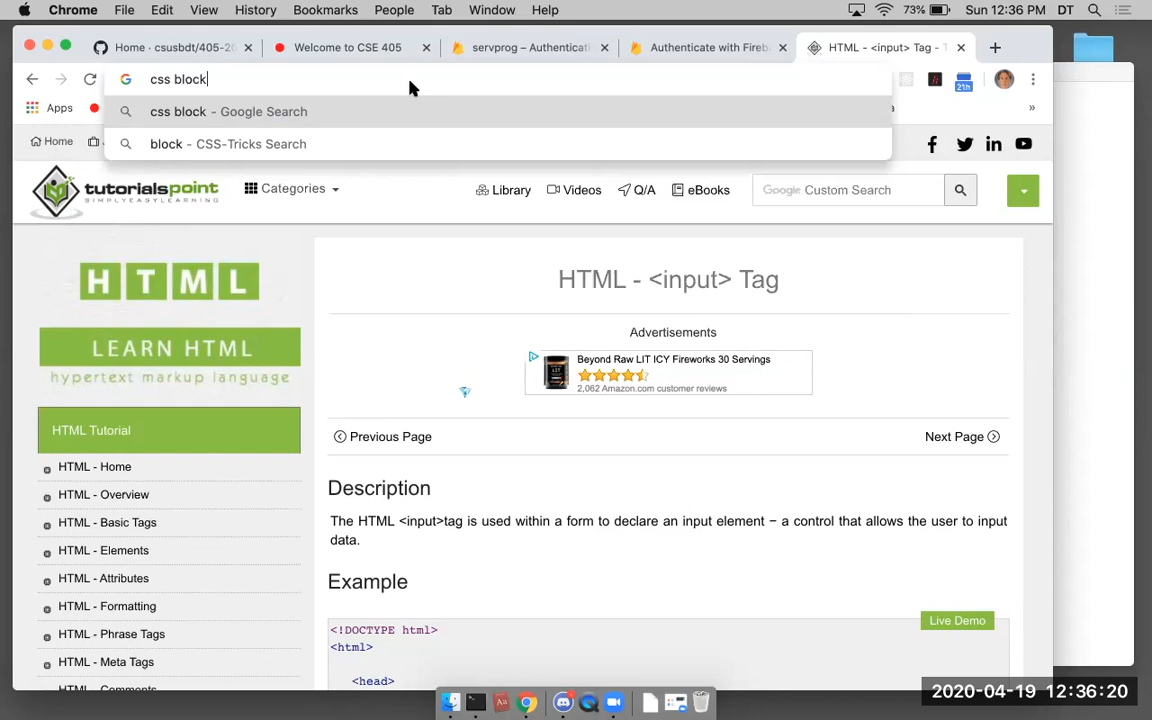 Chrome File Edit View History Bookmarks People Tab Window Help 73% Sun 12:36 PM DT
Home · csusbdt/405-20 Welcome to CSE 405 servprog – Authenticati Authenticate with Fireb HTML - <input> Tag - T
css block
Apps
css block - Google Search
21h
Home
block - CSS-Tricks Search
tutorialspoint
SIMPLYEASYLEARNING
Categories
Library Videos Q/A eBooks
Google Custom Search
HTML
LEARN HTML
hypertext markup language
HTML Tutorial
HTML - Home
HTML - Overview
HTML - Basic Tags
HTML - Elements
HTML - Attributes
HTML - Formatting
HTML - Phrase Tags
HTML - Meta Tags
HTML - Comments
HTML - <input> Tag
Advertisements
Beyond Raw LIT ICY Fireworks 30 Servings
2,062 Amazon.com customer reviews
Previous Page Next Page
Description
The HTML <input>tag is used within a form to declare an input element − a control that allows the user to input
data.
Example
Live Demo
<!DOCTYPE html>
<html>
<head>
2020-04-19 12:36:20